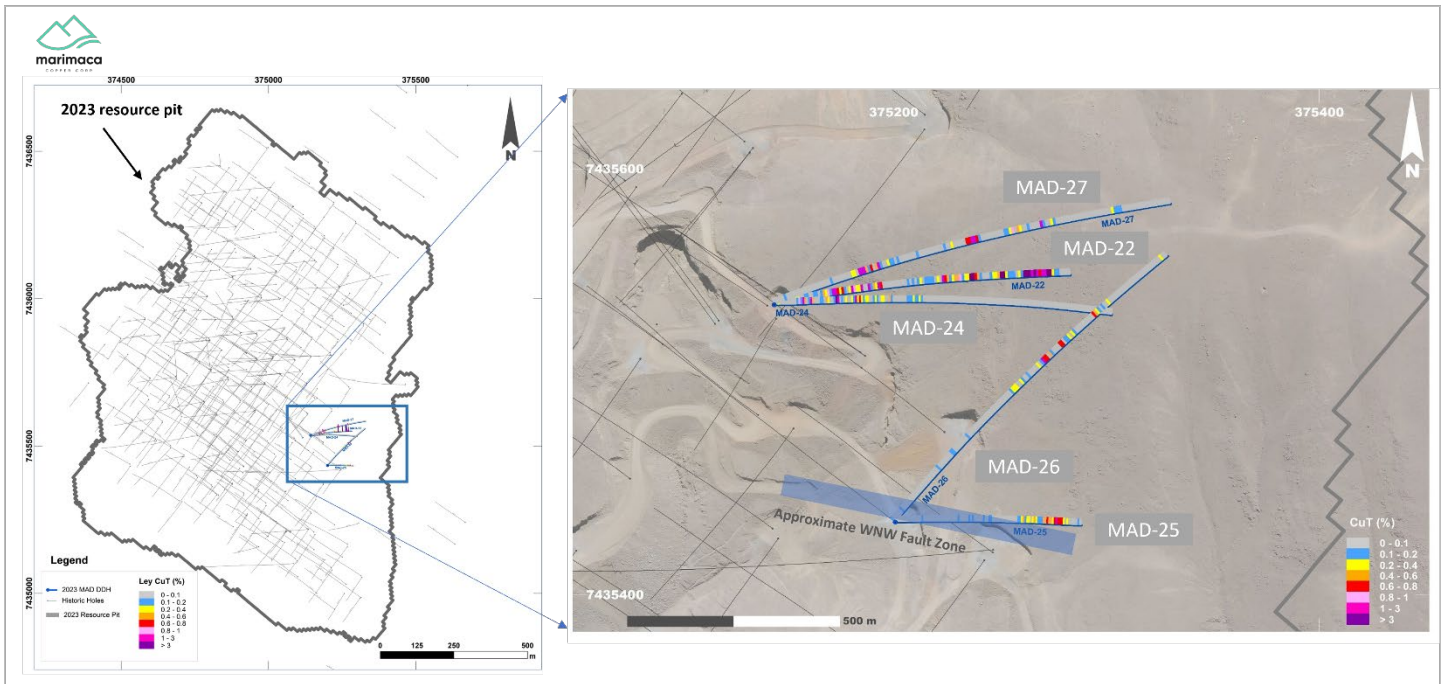 marimaca
COPPER CORP
374500
375000
375500
2023 resource pit
7436500
7436000
7435500
7435000
N
Legend
2023 MAD DDH
Historic Holes
2023 Resource Pit
Ley CuT (%)
0 - 0.1
0.1 - 0.2
0.2 - 0.4
0.4 - 0.6
0.6 - 0.8
0.8 - 1
1 - 3
> 3
0 125 250 500
m
375200
375400
7435600
7435400
N
MAD-27
MAD-27
MAD-22
MAD-22
MAD-24
MAD-24
MAD-26
MAD-26
MAD-25
MAD-25
Approximate WNW Fault Zone
500 m
CuT (%)
0 - 0.1
0.1 - 0.2
0.2 - 0.4
0.4 - 0.6
0.6 - 0.8
0.8 - 1
1 - 3
> 3